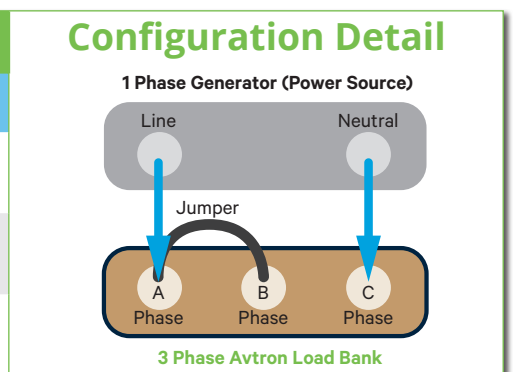 Configuration Detail
1 Phase Generator (Power Source)
Line Neutral
Jumper
A B C
Phase Phase Phase
3 Phase Avtron Load Bank